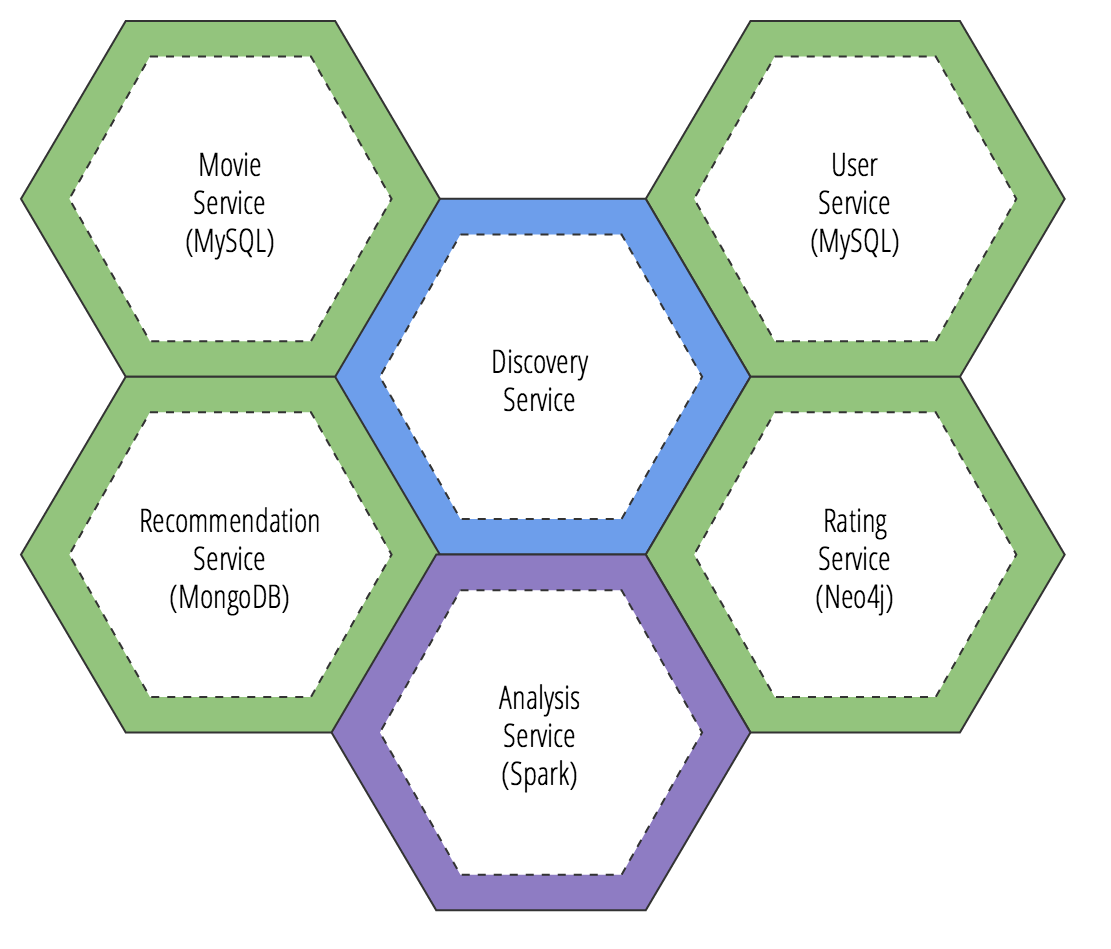 Movie
Service
(MySQL)
User
Service
(MySQL)
Discovery
Service
Recommendation
Service
(MongoDB)
Rating
Service
(Neo4j)
Analysis
Service
(Spark)